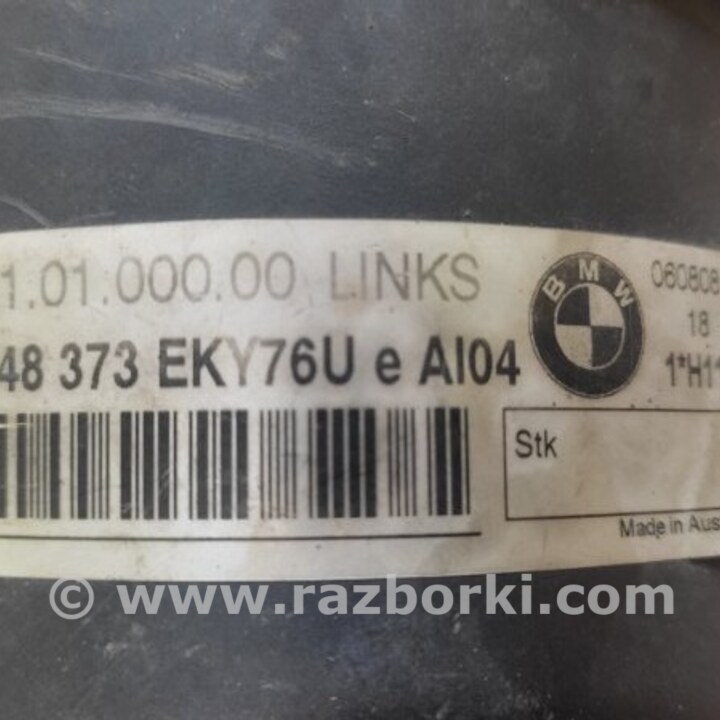 1.01.000.00 LINKS
48 373 EKY76U e AI04
BMW
060808
18
1*H11
Stk
Made in Aus
© www.razborki.com